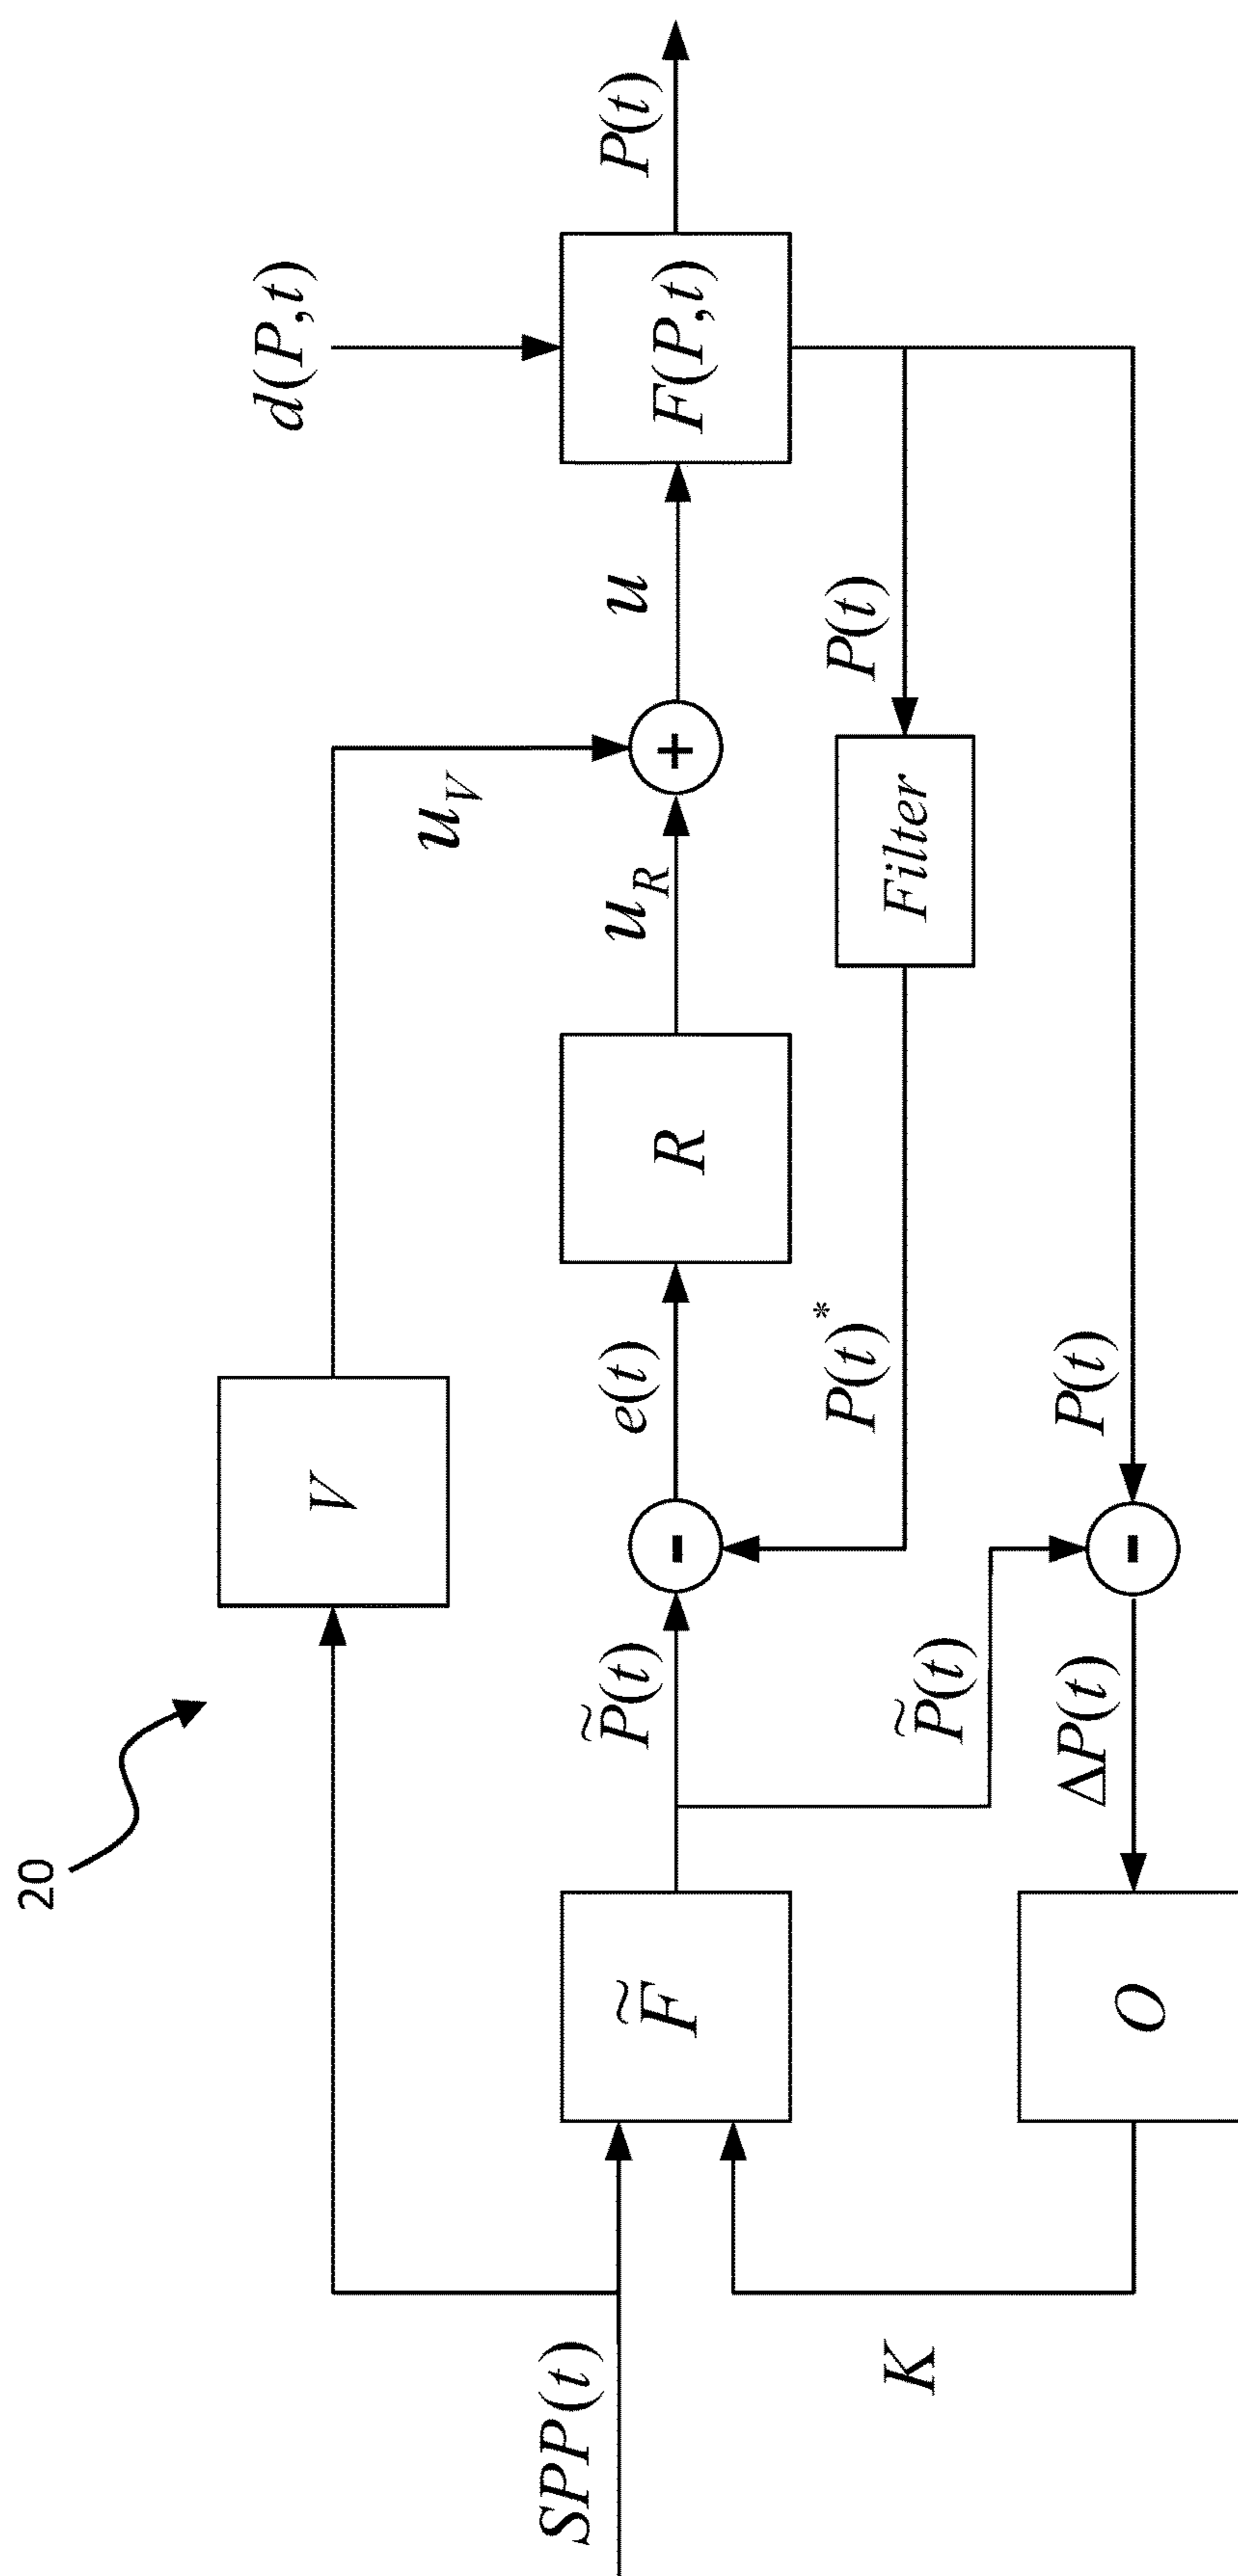 20
d(P,t)
V
u_V
SPP(t)
F̃
P̃(t)
-
e(t)
R
u_R
+
u
F(P,t)
P(t)
P(t)*
Filter
P(t)
P̃(t)
K
O
ΔP(t)
-
P(t)